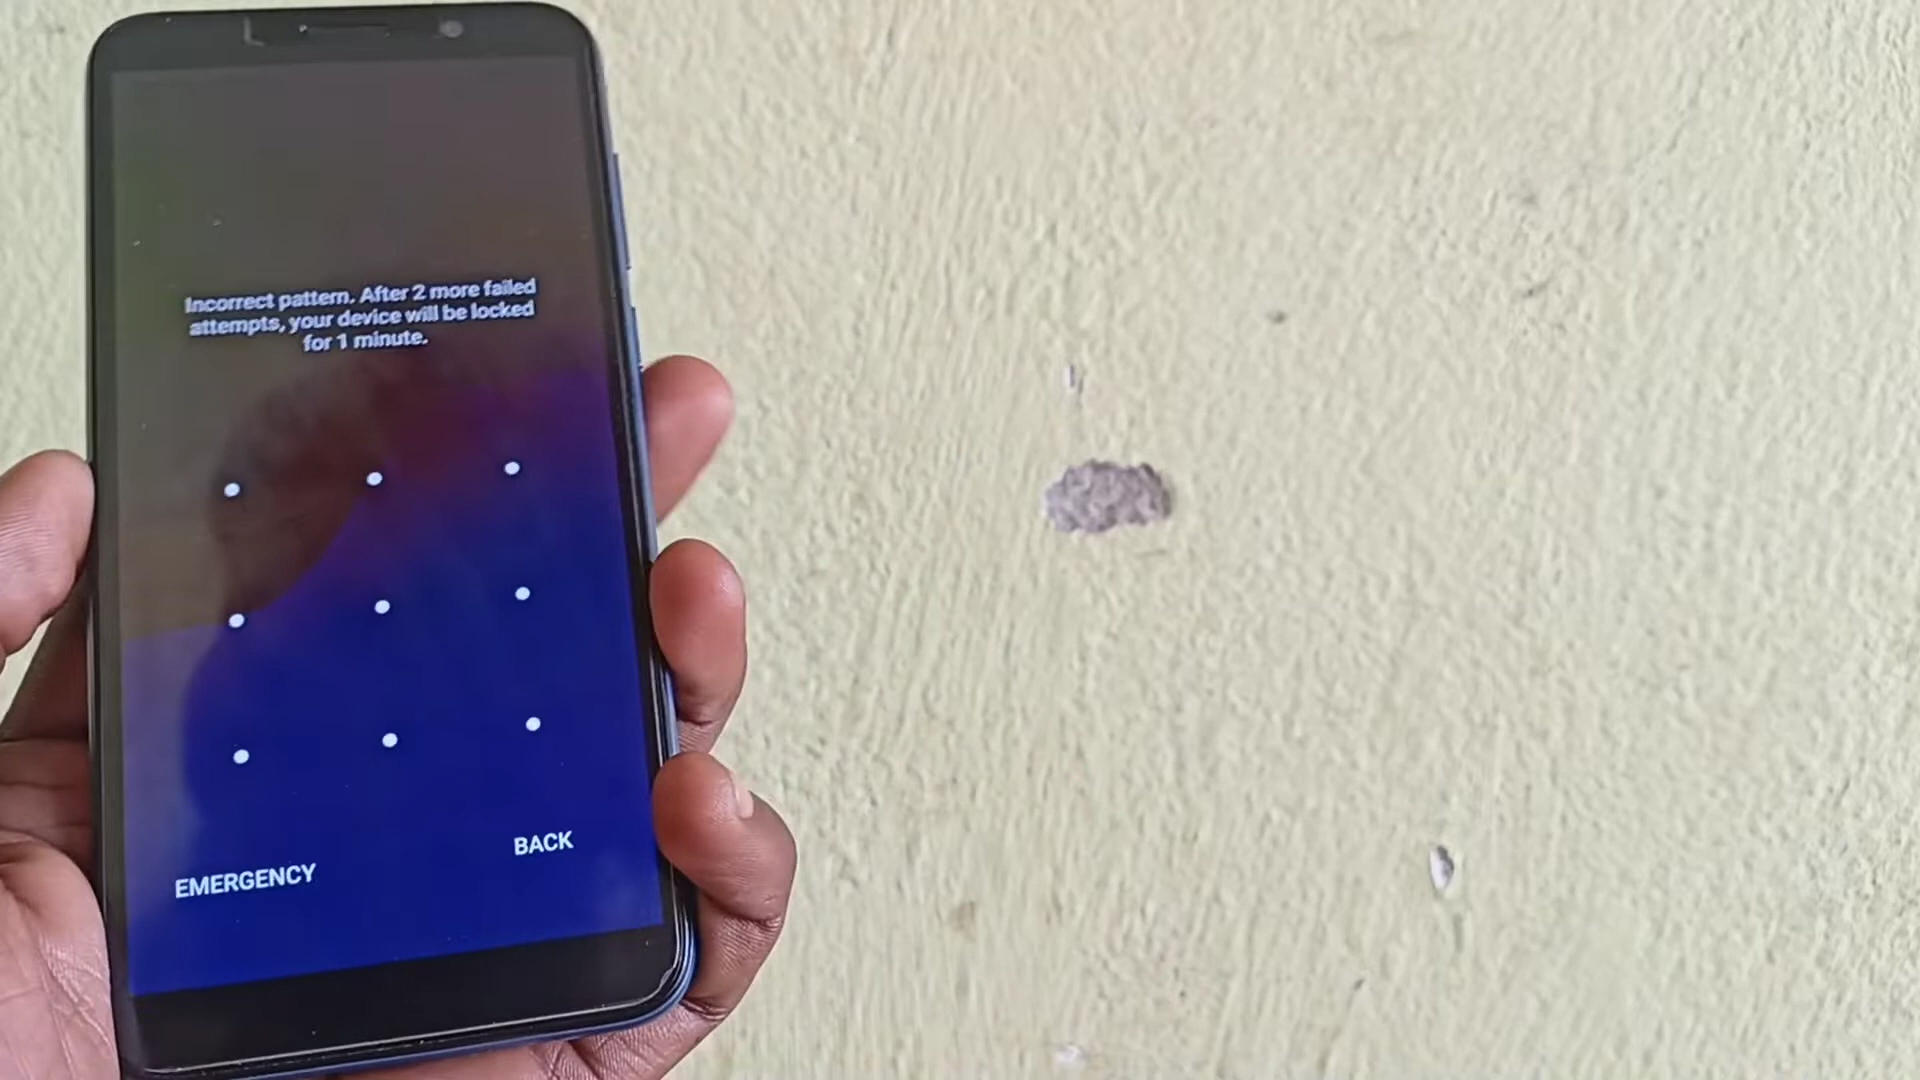 Incorrect pattern. After 2 more failed
attempts, your device will be locked
for 1 minute.
BACK
EMERGENCY